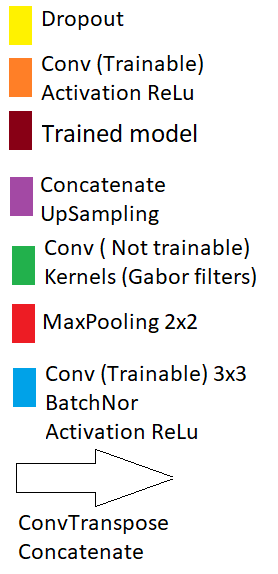 Dropout
Conv (Trainable)
Activation ReLu
Trained model
Concatenate
UpSampling
Conv ( Not trainable)
Kernels (Gabor filters)
MaxPooling 2x2
Conv (Trainable) 3x3
BatchNor
Activation ReLu
ConvTranspose
Concatenate